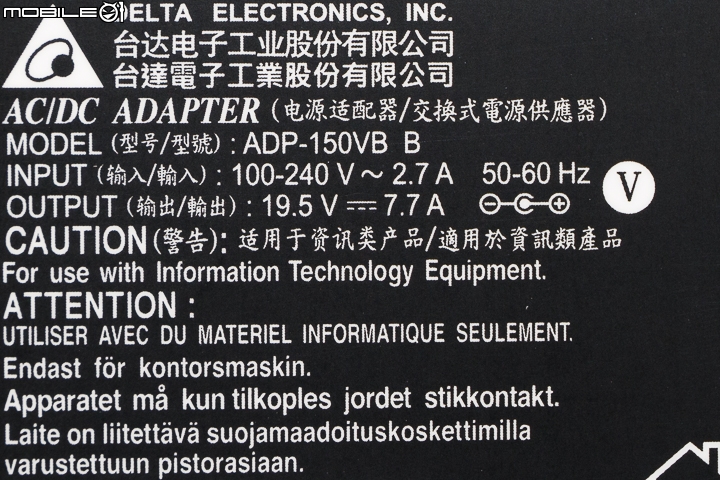 MOBILE01
DELTA ELECTRONICS, INC.
台达电子工业股份有限公司
台達電子工業股份有限公司
AC/DC ADAPTER (电源适配器/交換式電源供應器)
MODEL (型号/型號) : ADP-150VB B
INPUT (输入/輸入) : 100-240 V ~ 2.7 A 50-60 Hz
V
OUTPUT (输出/輸出) : 19.5 V ⎓ 7.7 A
CAUTION (警告): 适用于资讯类产品/適用於資訊類產品
For use with Information Technology Equipment.
ATTENTION :
UTILISER AVEC DU MATERIEL INFORMATIQUE SEULEMENT.
Endast för kontorsmaskin.
Apparatet må kun tilkoples jordet stikkontakt.
Laite on liitettävä suojamaadoituskoskettimilla
varustettuun pistorasiaan.